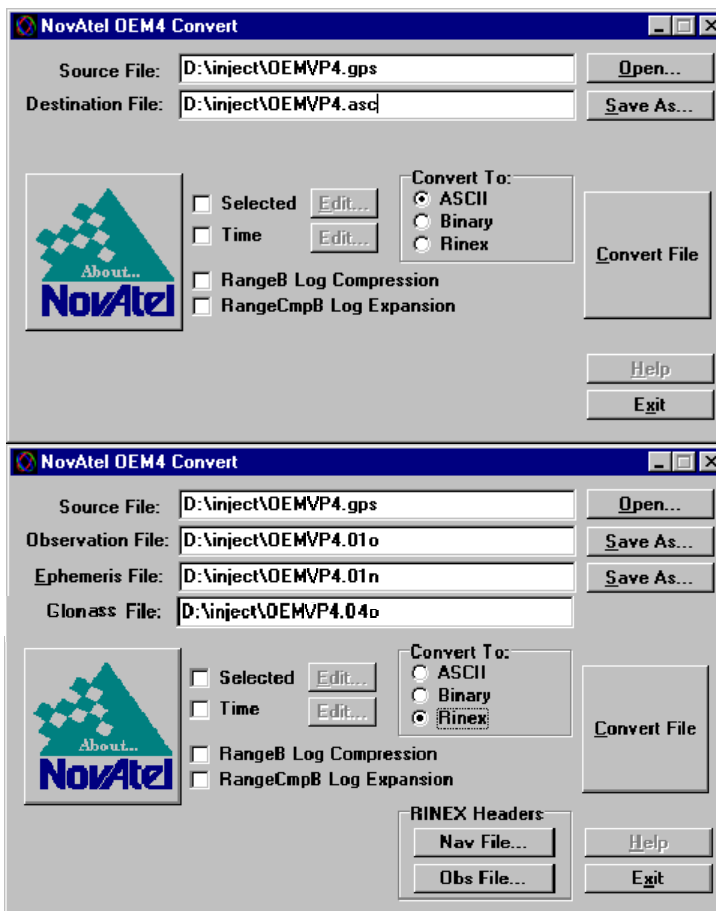 NovAtel OEM4 Convert
Source File: D:\inject\OEMVP4.gps Open...
Destination File: D:\inject\OEMVP4.asc Save As...
Convert To:
Selected Edit... ASCII
Time Edit... Binary
Rinex
Convert File
RangeB Log Compression
RangeCmpB Log Expansion
About...
NovAtel
Help
Exit
NovAtel OEM4 Convert
Source File: D:\inject\OEMVP4.gps Open...
Observation File: D:\inject\OEMVP4.01o Save As...
Ephemeris File: D:\inject\OEMVP4.01n Save As...
Glonass File: D:\inject\OEMVP4.04o
Convert To:
Selected Edit... ASCII
Time Edit... Binary
Rinex
Convert File
RangeB Log Compression
RangeCmpB Log Expansion
About...
NovAtel
RINEX Headers
Nav File... Help
Obs File... Exit